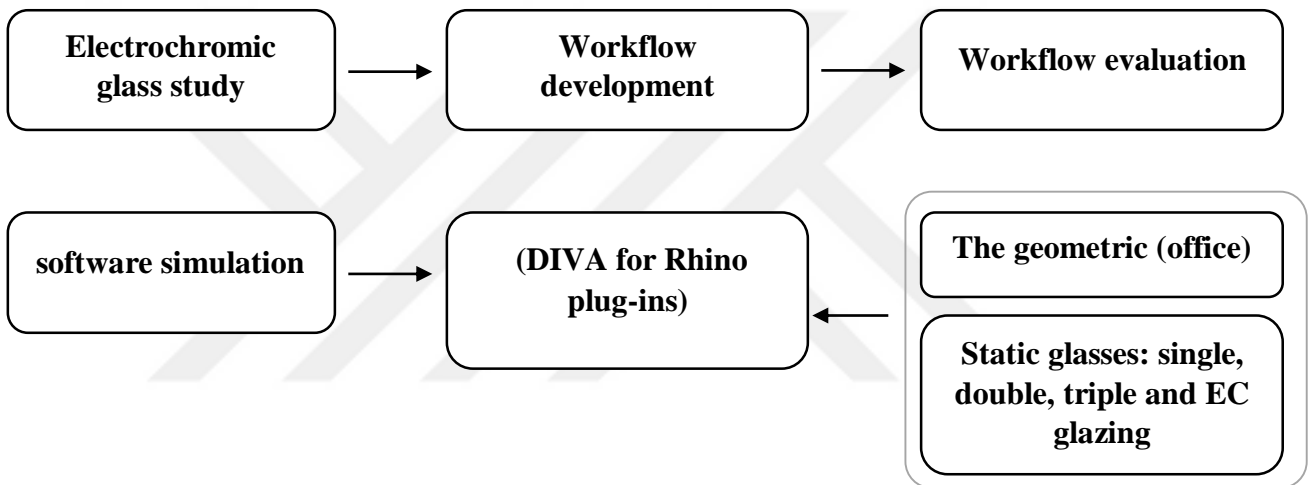 Electrochromic
glass study
Workflow
development
Workflow evaluation
software simulation
(DIVA for Rhino
plug-ins)
The geometric (office)
Static glasses: single,
double, triple and EC
glazing